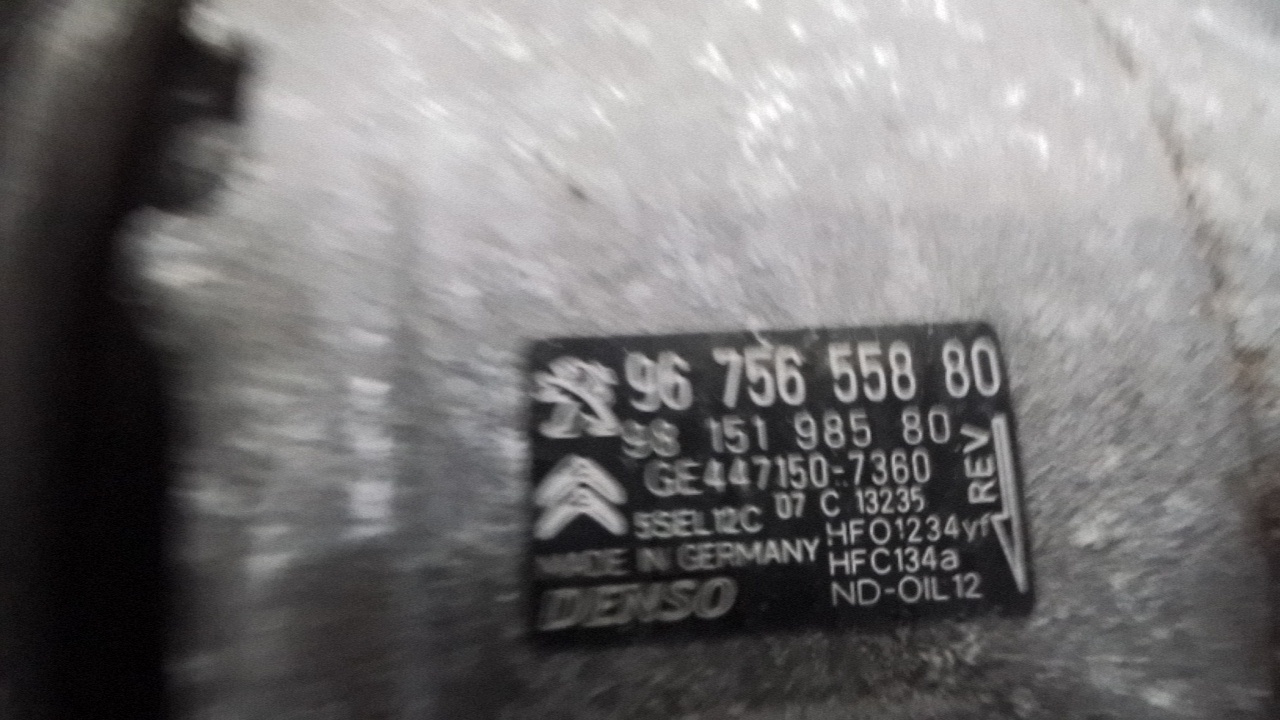 96 756 558 80
98 151 985 80
GE447150-7360
REV
07 C 13235
5SEL12C
HFO1234yf
MADE IN GERMANY
HFC134a
ND-OIL12
DENSO